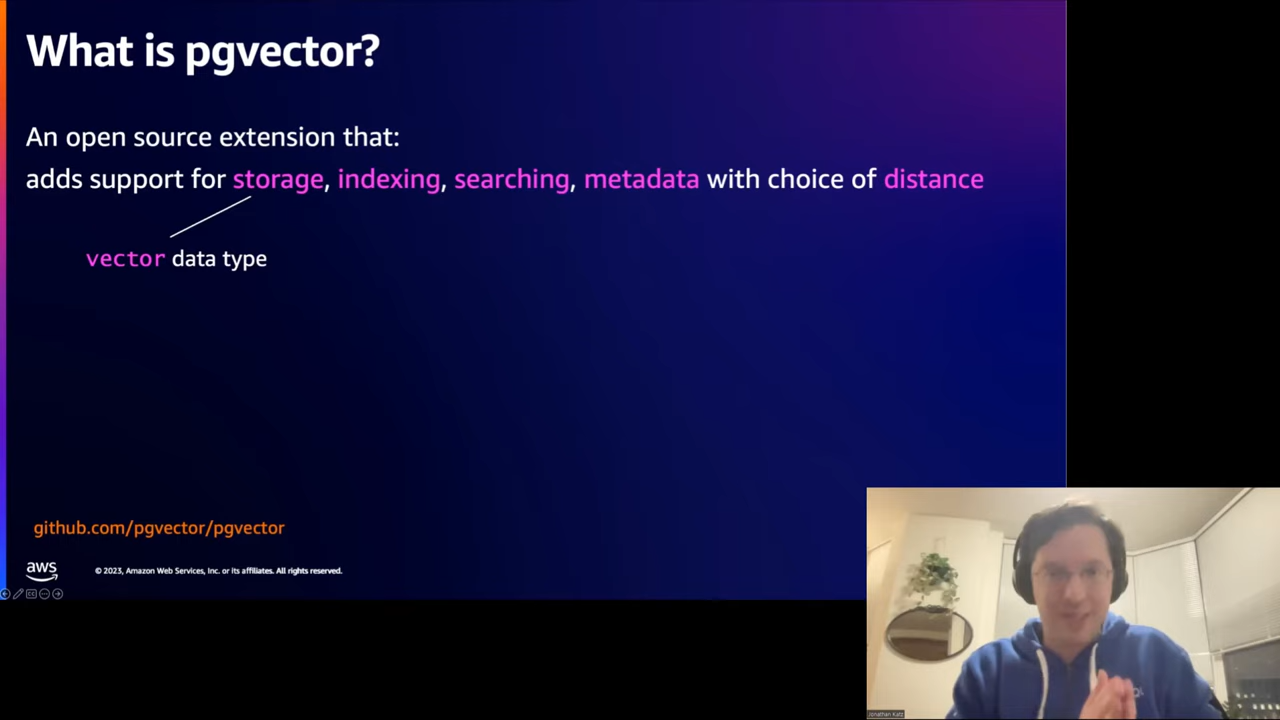 What is pgvector?
An open source extension that:
adds support for storage, indexing, searching, metadata with choice of distance
vector data type
github.com/pgvector/pgvector
aws
© 2023, Amazon Web Services, Inc. or its affiliates. All rights reserved.
Jonathan Katz